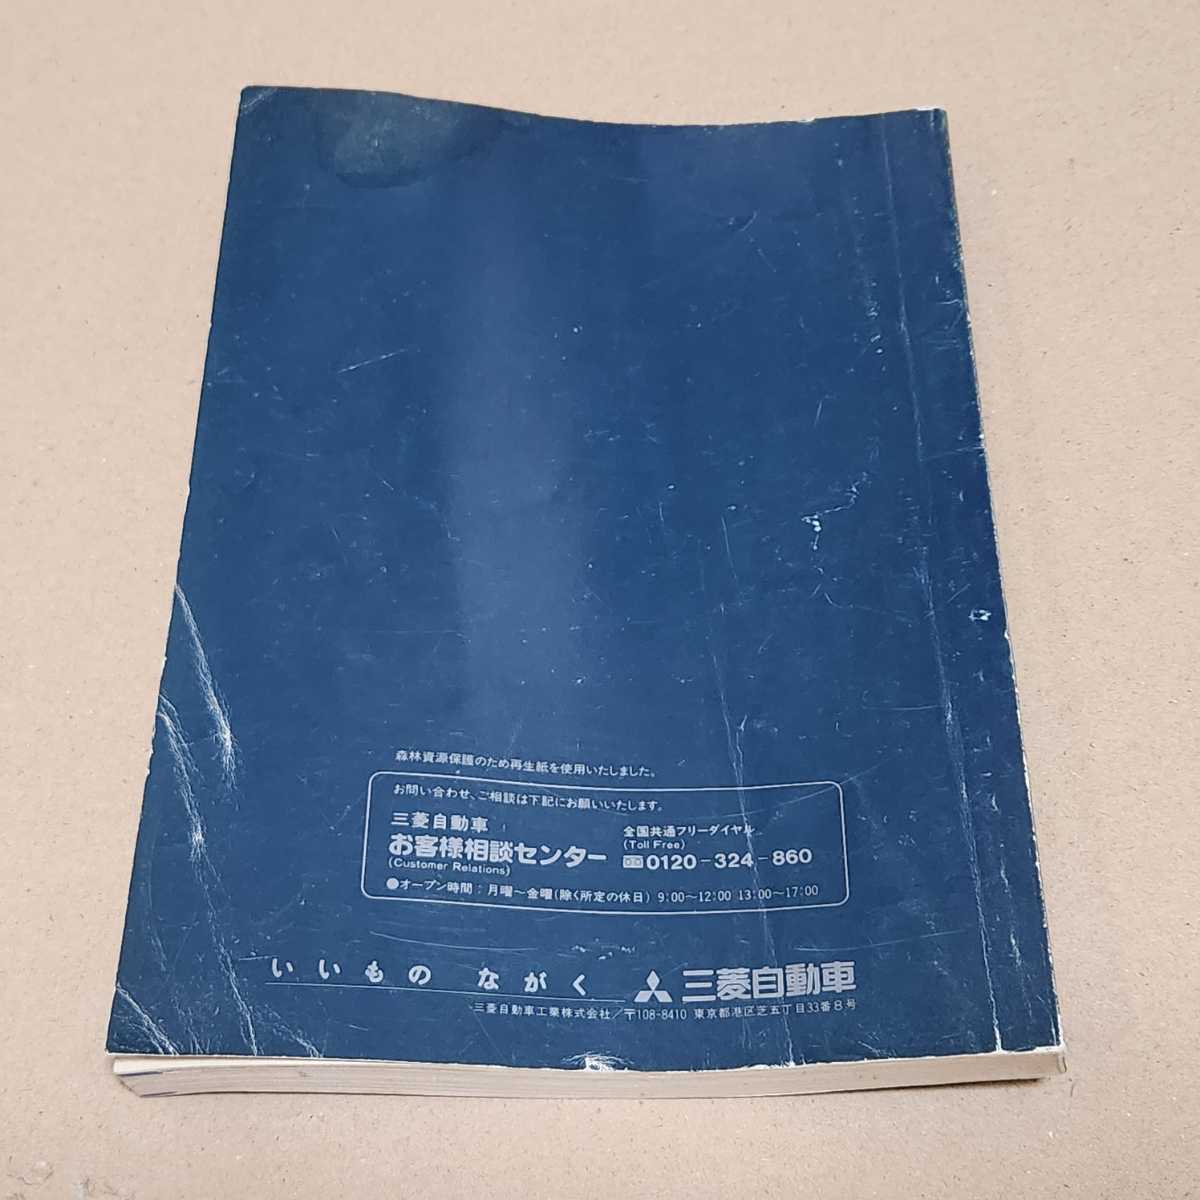 森林資源保護のため再生紙を使用いたしました。
お問い合わせ、ご相談は下記にお願いいたします。
三菱自動車
お客様相談センター
(Customer Relations)
全国共通フリーダイヤル
(Toll Free)
0120-324-860
●オープン時間：月曜〜金曜(除く所定の休日) 9:00〜12:00 13:00〜17:00
いいもの ながく 三菱自動車
三菱自動車工業株式会社／〒108-8410 東京都港区芝五丁目33番8号